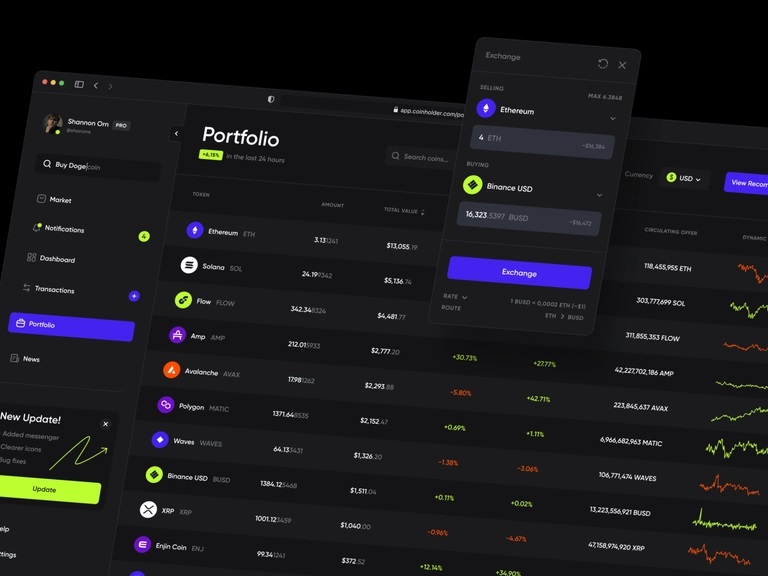 Exchange
SELLING
MAX 6.3848
Ethereum
4 ETH
~$16,384
BUYING
Binance USD
16,323.5397 BUSD
~$16,472
Exchange
RATE
1 BUSD = 0,0002 ETH (~$1)
ROUTE
ETH > BUSD
app.coinholder.com/po
Shannon Orn PRO
Buy Dogecoin
Market
Notifications 4
Dashboard
Transactions +
Portfolio
News
New Update!
Added messenger
Clearer icons
Bug fixes
Update
Portfolio
+6,15% in the last 24 hours
Search coins...
Currency
USD
View Recom
TOKEN AMOUNT TOTAL VALUE CIRCULATING OFFER DYNAMIC
Ethereum ETH 3.131241 $13,055.19 118,455,955 ETH
Solana SOL 24.199342 $5,136.74 303,777,699 SOL
Flow FLOW 342.348324 $4,481.77 311,855,353 FLOW
Amp AMP 212.015933 $2,777.20 +30.73% +27.77% 42,227,702,186 AMP
Avalanche AVAX 17.981262 $2,293.88 -5.80% +42.71% 223,845,637 AVAX
Polygon MATIC 1371.648535 $2,152.47 +0.69% +1.11% 6,966,682,963 MATIC
Waves WAVES 64.133431 $1,326.20 -1.38% -3.06% 106,771,474 WAVES
Binance USD BUSD 1384.125468 $1,511.04 +0.11% +0.02% 13,223,556,921 BUSD
XRP XRP 1001.123459 $1,040.00 -0.96% -4.67% 47,158,974,920 XRP
Enjin Coin ENJ 99.341241 $372.52 +12.14% +34.90%